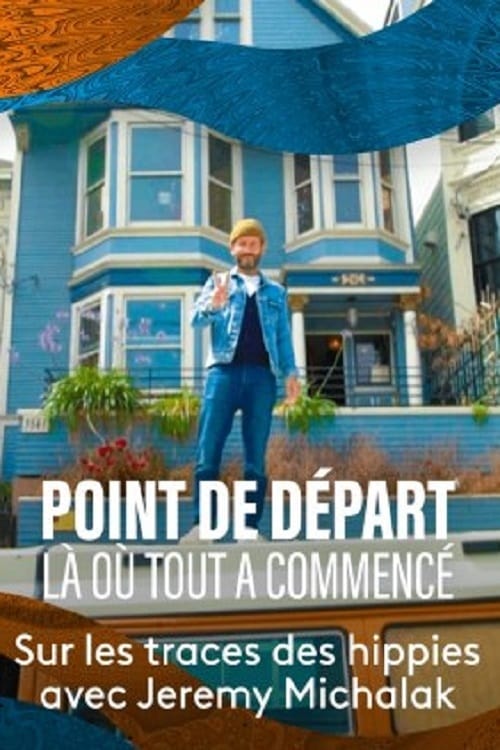 POINT DE DÉPART
LÀ OÙ TOUT A COMMENCÉ
Sur les traces des hippies
avec Jeremy Michalak